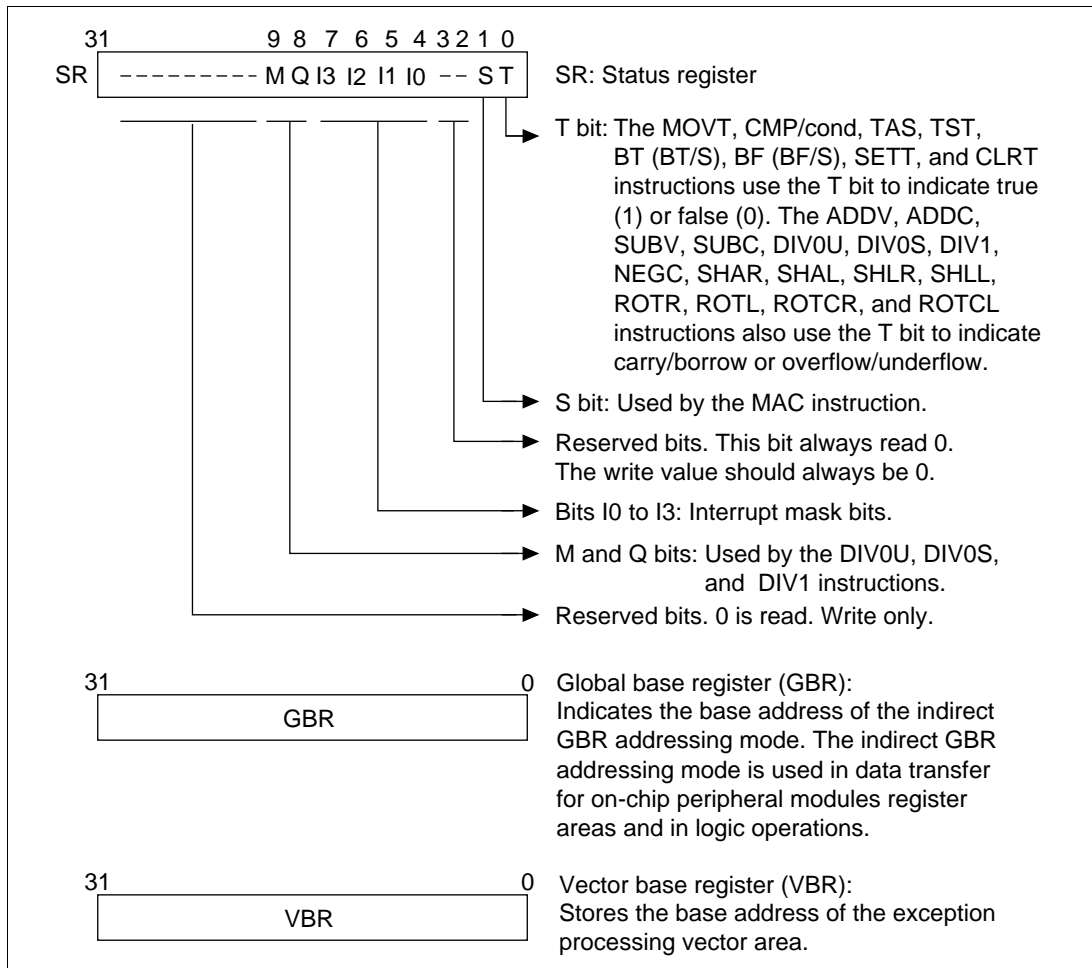 31 9 8 7 6 5 4 3 2 1 0
SR ---------- M Q I3 I2 I1 I0 -- S T SR: Status register
T bit: The MOVT, CMP/cond, TAS, TST,
BT (BT/S), BF (BF/S), SETT, and CLRT
instructions use the T bit to indicate true
(1) or false (0). The ADDV, ADDC,
SUBV, SUBC, DIV0U, DIV0S, DIV1,
NEGC, SHAR, SHAL, SHLR, SHLL,
ROTR, ROTL, ROTCR, and ROTCL
instructions also use the T bit to indicate
carry/borrow or overflow/underflow.
S bit: Used by the MAC instruction.
Reserved bits. This bit always read 0.
The write value should always be 0.
Bits I0 to I3: Interrupt mask bits.
M and Q bits: Used by the DIV0U, DIV0S,
and DIV1 instructions.
Reserved bits. 0 is read. Write only.
31 0 Global base register (GBR):
GBR Indicates the base address of the indirect
GBR addressing mode. The indirect GBR
addressing mode is used in data transfer
for on-chip peripheral modules register
areas and in logic operations.
31 0 Vector base register (VBR):
VBR Stores the base address of the exception
processing vector area.